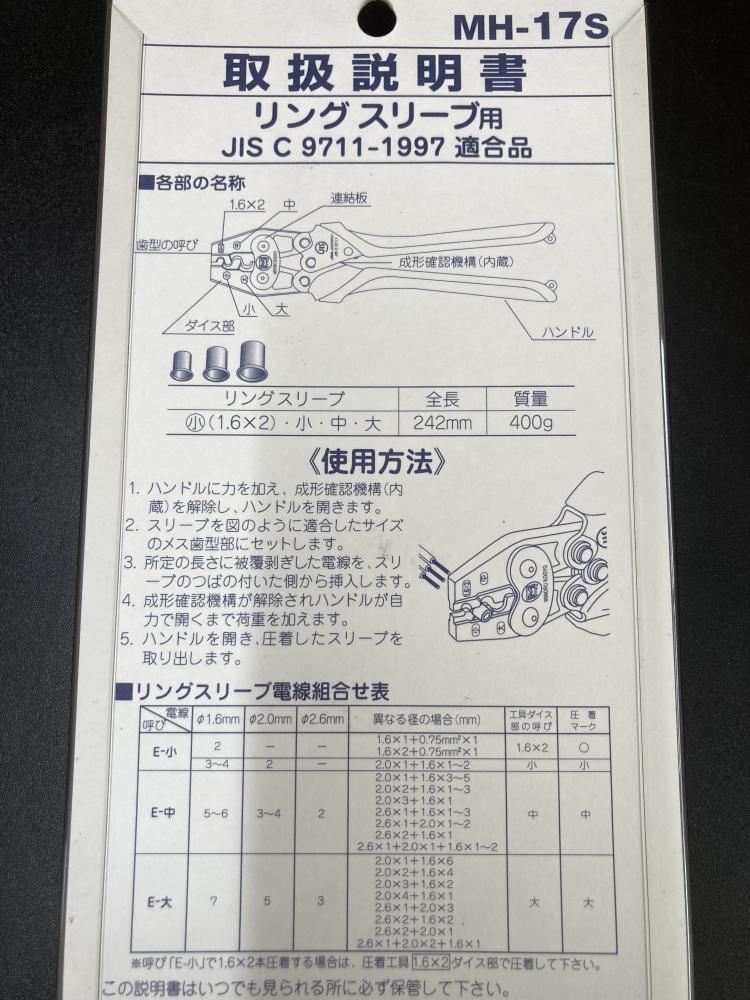 MH-17S
取扱説明書
リングスリーブ用
JIS C 9711-1997 適合品
■各部の名称
1.6×2 中 連結板
歯型の呼び
成形確認機構(内蔵)
小 大
ダイス部
ハンドル
リングスリーブ 全長 質量
㋛(1.6×2)・小・中・大 242mm 400g
《使用方法》
1. ハンドルに力を加え、成形確認機構(内
蔵)を解除し、ハンドルを開きます。
2. スリーブを図のように適合したサイズ
のメス歯型部にセットします。
3. 所定の長さに被覆剥ぎした電線を、スリ
ーブのつばの付いた側から挿入します。
4. 成形確認機構が解除されハンドルが自
力で開くまで荷重を加えます。
5. ハンドルを開き、圧着したスリーブを
取り出します。
■リングスリーブ電線組合せ表
電線 呼び φ1.6mm φ2.0mm φ2.6mm 異なる径の場合(mm) 工具ダイス部の呼び 圧着マーク
E-小 2 − − 1.6×1+0.75mm²×1 1.6×2 ○
1.6×2+0.75mm²×1
3〜4 2 − 2.0×1+1.6×1〜2 小 小
E-中 5〜6 3〜4 2 2.0×1+1.6×3〜5 中 中
2.0×2+1.6×1〜3
2.0×3+1.6×1
2.6×1+1.6×1〜3
2.6×1+2.0×1〜2
2.6×2+1.6×1
2.6×1+2.0×1+1.6×1〜2
E-大 7 5 3 2.0×1+1.6×6 大 大
2.0×2+1.6×4
2.0×3+1.6×2
2.0×4+1.6×1
2.6×1+2.0×3
2.6×2+1.6×2
2.6×2+2.0×1
2.6×1+2.0×2+1.6×1
※呼び「E-小」で1.6×2本圧着する場合は、圧着工具1.6×2ダイス部で圧着して下さい。
この説明書はいつでも見られる所に必ず保管して下さい。